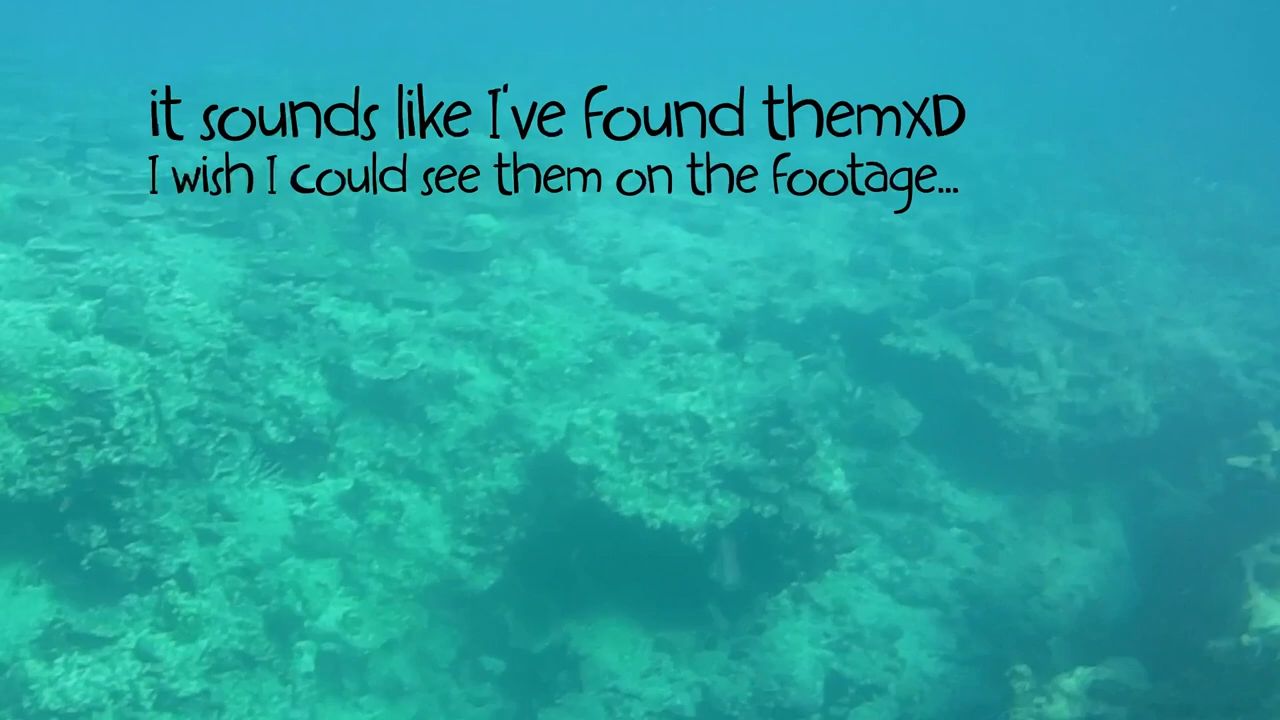 it sounds like I've found themXD
I wish I could see them on the footage...